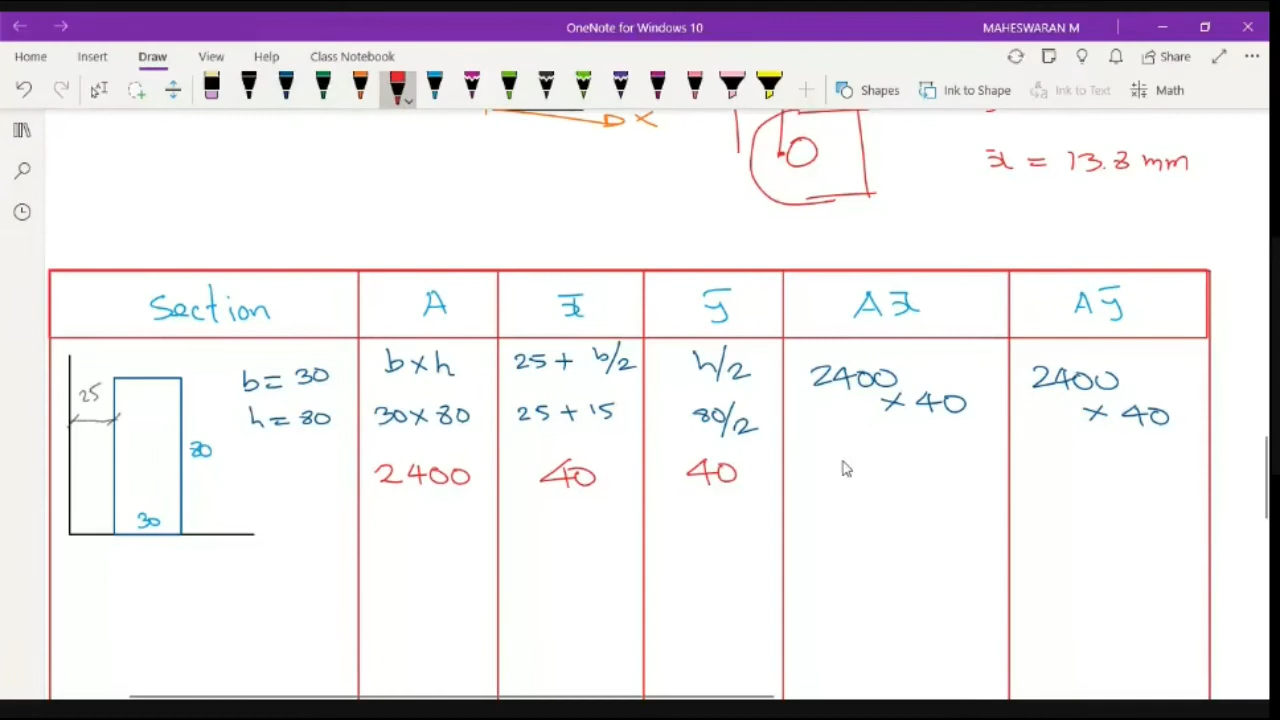 OneNote for Windows 10
MAHESWARAN M
Home Insert Draw View Help Class Notebook
Share
Shapes Ink to Shape Ink to Text Math
X
x̄ = 13.8 mm
Section A x̄ ȳ Ax̄ Aȳ
25
b = 30
h = 80
80
30
b x h
30 x 80
2400
25 + b/2
25 + 15
40
h/2
80/2
40
2400
x 40
2400
x 40